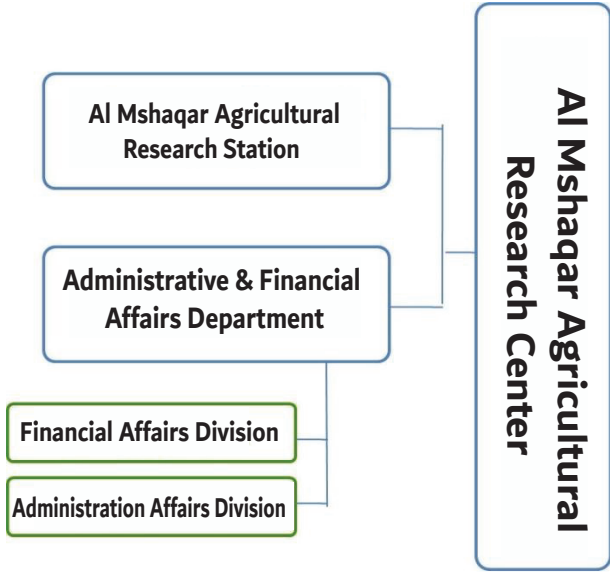 Al Mshaqar Agricultural
Research Center
Al Mshaqar Agricultural
Research Station
Administrative & Financial
Affairs Department
Financial Affairs Division
Administration Affairs Division